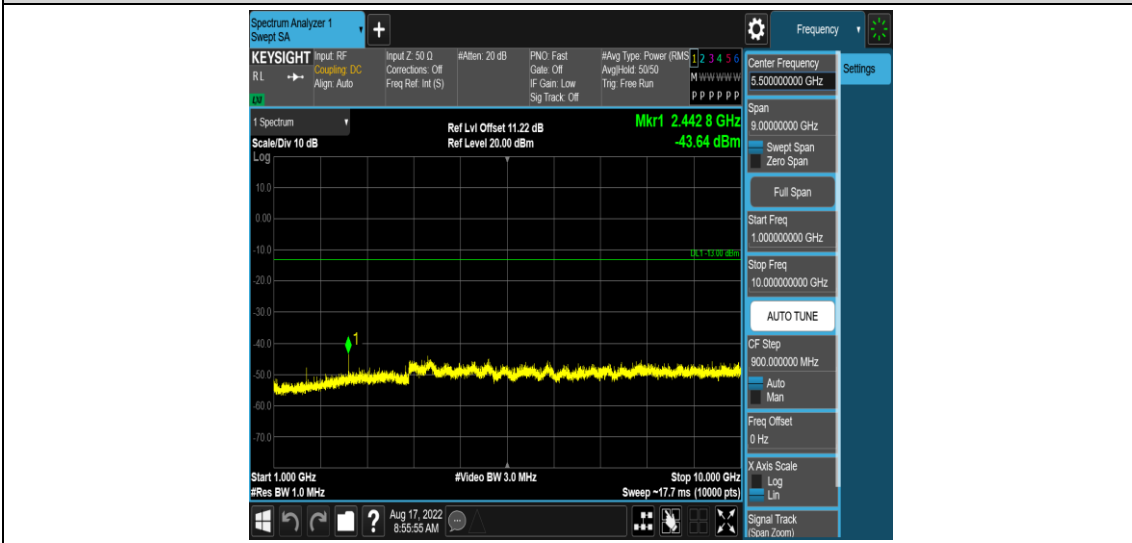 Spectrum Analyzer 1
Swept SA
+
Frequency
KEYSIGHT
RL
LXI
Input: RF
Coupling: DC
Align: Auto
Input Z: 50 Ω
Corrections: Off
Freq Ref: Int (S)
#Atten: 20 dB
PNO: Fast
Gate: Off
IF Gain: Low
Sig Track: Off
#Avg Type: Power (RMS
Avg|Hold: 50/50
Trig: Free Run
1 2 3 4 5 6
M W W W W W
P P P P P P
1 Spectrum
Scale/Div 10 dB
Log
Ref Lvl Offset 11.22 dB
Ref Level 20.00 dBm
Mkr1 2.442 8 GHz
-43.64 dBm
10.0
0.00
-10.0
DL1 -13.00 dBm
-20.0
-30.0
-40.0
1
-50.0
-60.0
-70.0
Start 1.000 GHz
#Res BW 1.0 MHz
#Video BW 3.0 MHz
Stop 10.000 GHz
Sweep ~17.7 ms (10000 pts)
?
Aug 17, 2022
8:55:55 AM
Center Frequency
5.500000000 GHz
Settings
Span
9.00000000 GHz
Swept Span
Zero Span
Full Span
Start Freq
1.000000000 GHz
Stop Freq
10.000000000 GHz
AUTO TUNE
CF Step
900.000000 MHz
Auto
Man
Freq Offset
0 Hz
X Axis Scale
Log
Lin
Signal Track
(Span Zoom)